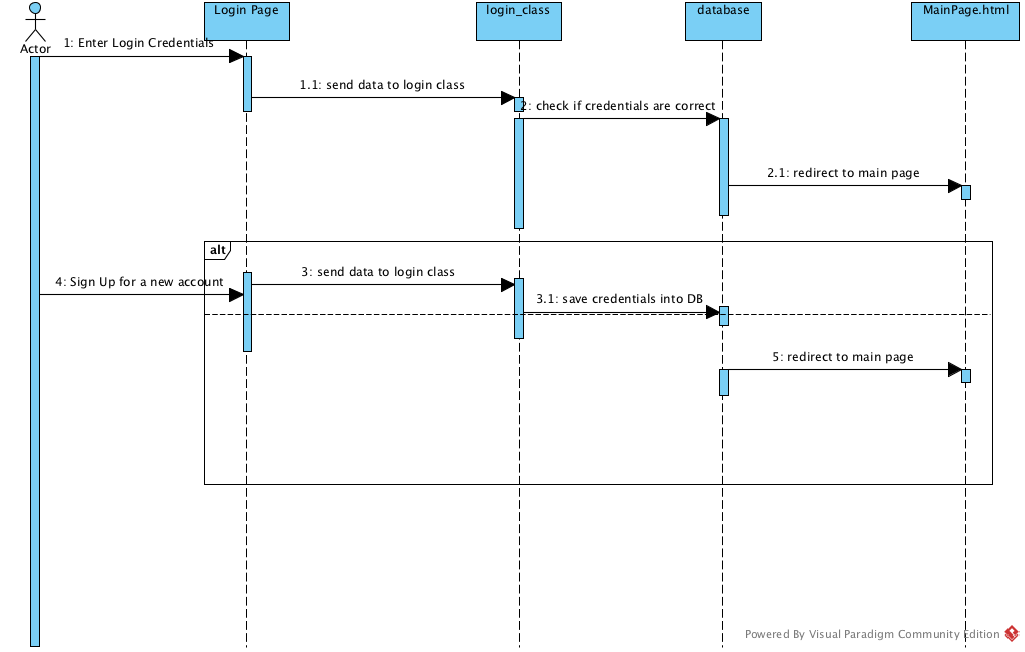 Login Page
login_class
database
MainPage.html
Actor
1: Enter Login Credentials
1.1: send data to login class
2: check if credentials are correct
2.1: redirect to main page
alt
3: send data to login class
4: Sign Up for a new account
3.1: save credentials into DB
5: redirect to main page
Powered By Visual Paradigm Community Edition